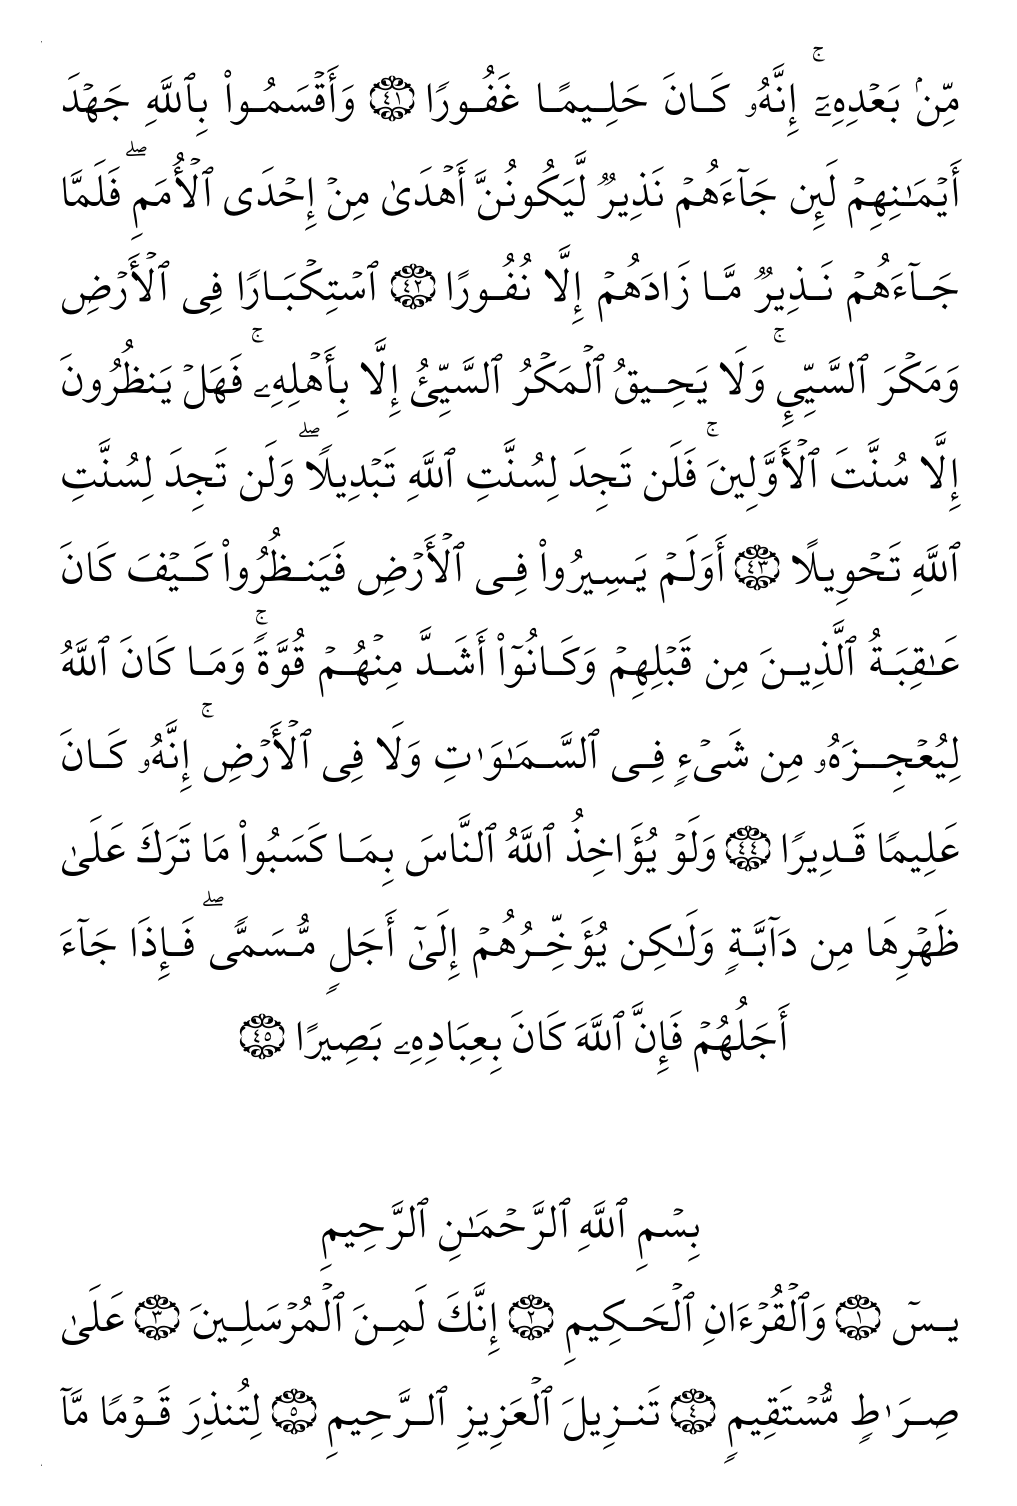 مِّنۢ بَعۡدِهِۦٓۚ إِنَّهُۥ كَانَ حَلِيمًا غَفُورًا ٤١ وَأَقۡسَمُواْ بِٱللَّهِ جَهۡدَ
أَيۡمَٰنِهِمۡ لَئِن جَآءَهُمۡ نَذِيرٌ لَّيَكُونُنَّ أَهۡدَىٰ مِنۡ إِحۡدَى ٱلۡأُمَمِۖ فَلَمَّا
جَآءَهُمۡ نَذِيرٌ مَّا زَادَهُمۡ إِلَّا نُفُورًا ٤٢ ٱسۡتِكۡبَارًا فِى ٱلۡأَرۡضِ
وَمَكۡرَ ٱلسَّيِّئِۚ وَلَا يَحِيقُ ٱلۡمَكۡرُ ٱلسَّيِّئُ إِلَّا بِأَهۡلِهِۦۚ فَهَلۡ يَنظُرُونَ
إِلَّا سُنَّتَ ٱلۡأَوَّلِينَۚ فَلَن تَجِدَ لِسُنَّتِ ٱللَّهِ تَبۡدِيلًاۖ وَلَن تَجِدَ لِسُنَّتِ
ٱللَّهِ تَحۡوِيلًا ٤٣ أَوَلَمۡ يَسِيرُواْ فِى ٱلۡأَرۡضِ فَيَنظُرُواْ كَيۡفَ كَانَ
عَٰقِبَةُ ٱلَّذِينَ مِن قَبۡلِهِمۡ وَكَانُوٓاْ أَشَدَّ مِنۡهُمۡ قُوَّةًۚ وَمَا كَانَ ٱللَّهُ
لِيُعۡجِزَهُۥ مِن شَىۡءٍ فِى ٱلسَّمَٰوَٰتِ وَلَا فِى ٱلۡأَرۡضِۚ إِنَّهُۥ كَانَ
عَلِيمًا قَدِيرًا ٤٤ وَلَوۡ يُؤَاخِذُ ٱللَّهُ ٱلنَّاسَ بِمَا كَسَبُواْ مَا تَرَكَ عَلَىٰ
ظَهۡرِهَا مِن دَآبَّةٍ وَلَٰكِن يُؤَخِّرُهُمۡ إِلَىٰٓ أَجَلٍ مُّسَمًّىۖ فَإِذَا جَآءَ
أَجَلُهُمۡ فَإِنَّ ٱللَّهَ كَانَ بِعِبَادِهِۦ بَصِيرًا ٤٥
بِسۡمِ ٱللَّهِ ٱلرَّحۡمَٰنِ ٱلرَّحِيمِ
يسٓ ١ وَٱلۡقُرۡءَانِ ٱلۡحَكِيمِ ٢ إِنَّكَ لَمِنَ ٱلۡمُرۡسَلِينَ ٣ عَلَىٰ
صِرَٰطٍ مُّسۡتَقِيمٍ ٤ تَنزِيلَ ٱلۡعَزِيزِ ٱلرَّحِيمِ ٥ لِتُنذِرَ قَوۡمًا مَّآ